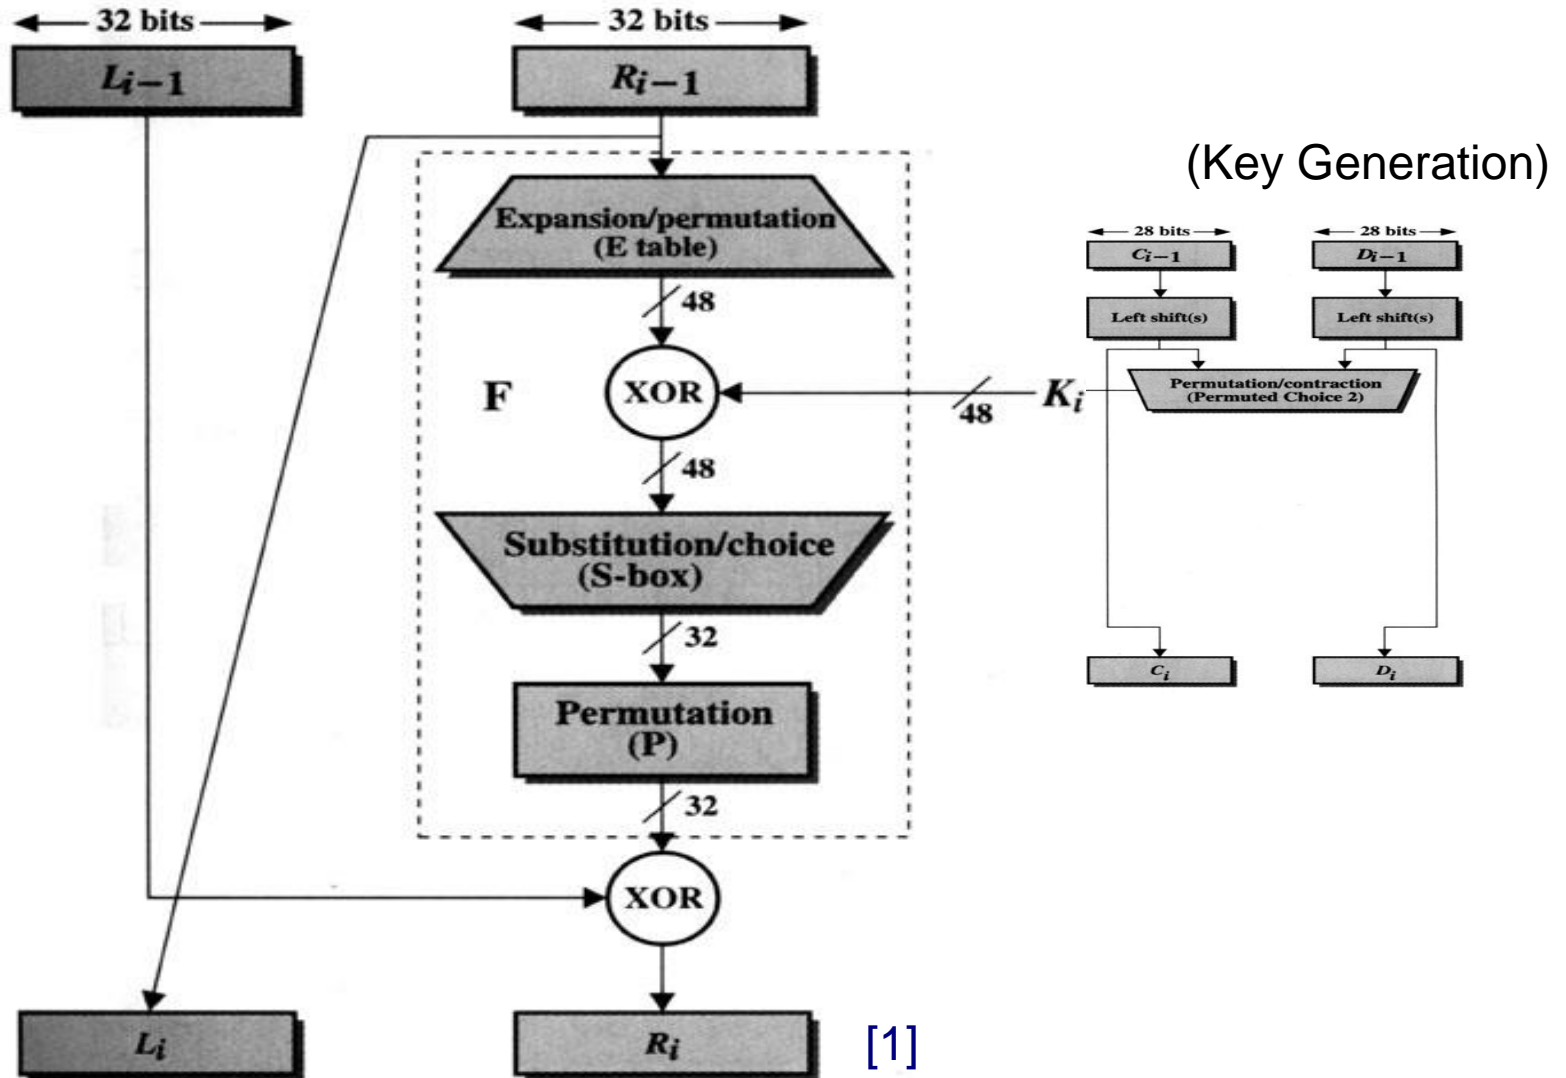 32 bits
32 bits
Li−1
Ri−1
Expansion/permutation
(E table)
48
F
XOR
48
Ki
48
Substitution/choice
(S-box)
32
Permutation
(P)
32
XOR
Li
Ri
[1]
(Key Generation)
28 bits
28 bits
Ci−1
Di−1
Left shift(s)
Left shift(s)
Permutation/contraction
(Permuted Choice 2)
Ci
Di